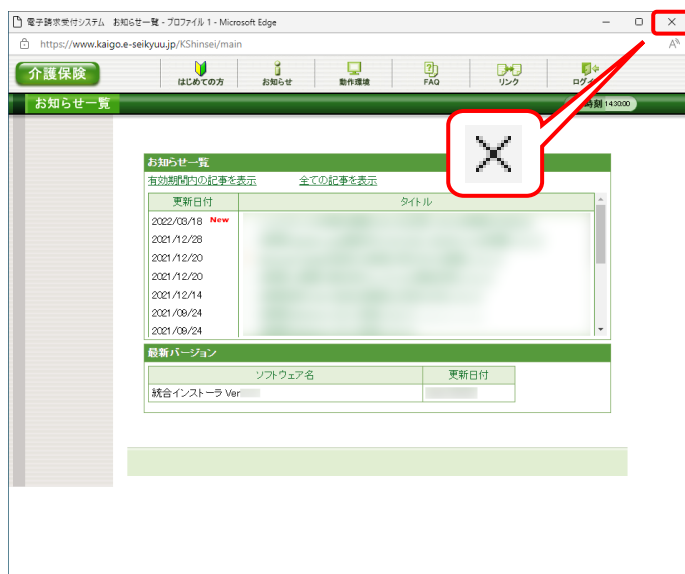 電子請求受付システム お知らせ一覧 - プロファイル 1 - Microsoft Edge
https://www.kaigo.e-seikyuu.jp/KShinsei/main
介護保険
はじめての方 お知らせ 動作環境 FAQ リンク
お知らせ一覧
14:30:00
お知らせ一覧
有効期間内の記事を表示 全ての記事を表示
更新日付 タイトル
2022/03/18 New
2021/12/28
2021/12/20
2021/12/20
2021/12/14
2021/09/24
2021/09/24
最新バージョン
ソフトウェア名 更新日付
統合インストーラ Ver